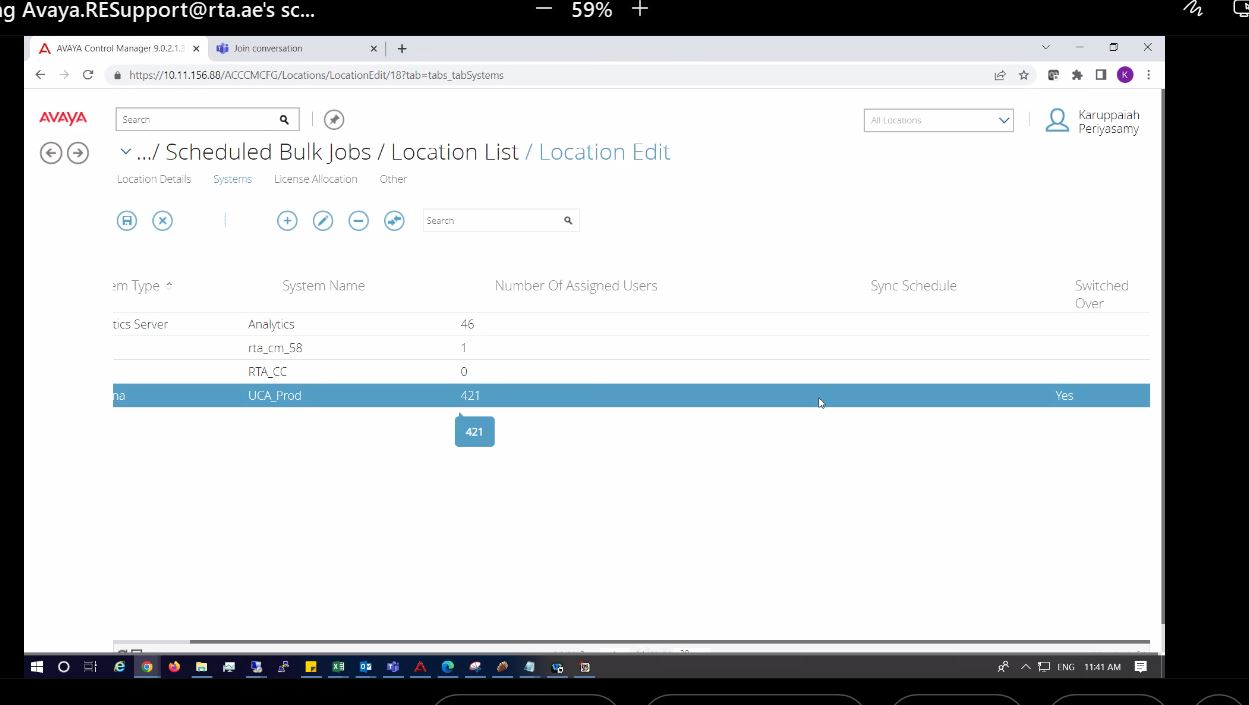 ng Avaya.RESupport@rta.ae's sc...
59%
AVAYA Control Manager 9.0.2.1.3
Join conversation
https://10.11.156.88/ACCCMCFG/Locations/LocationEdit/18?tab=tabs_tabSystems
K
AVAYA
Search
All Locations
Karuppaiah
Periyasamy
.../ Scheduled Bulk Jobs / Location List / Location Edit
Location Details Systems License Allocation Other
Search
em Type System Name Number Of Assigned Users Sync Schedule Switched
Over
tics Server Analytics 46
rta_cm_58 1
RTA_CC 0
na UCA_Prod 421 Yes
421
ENG 11:41 AM